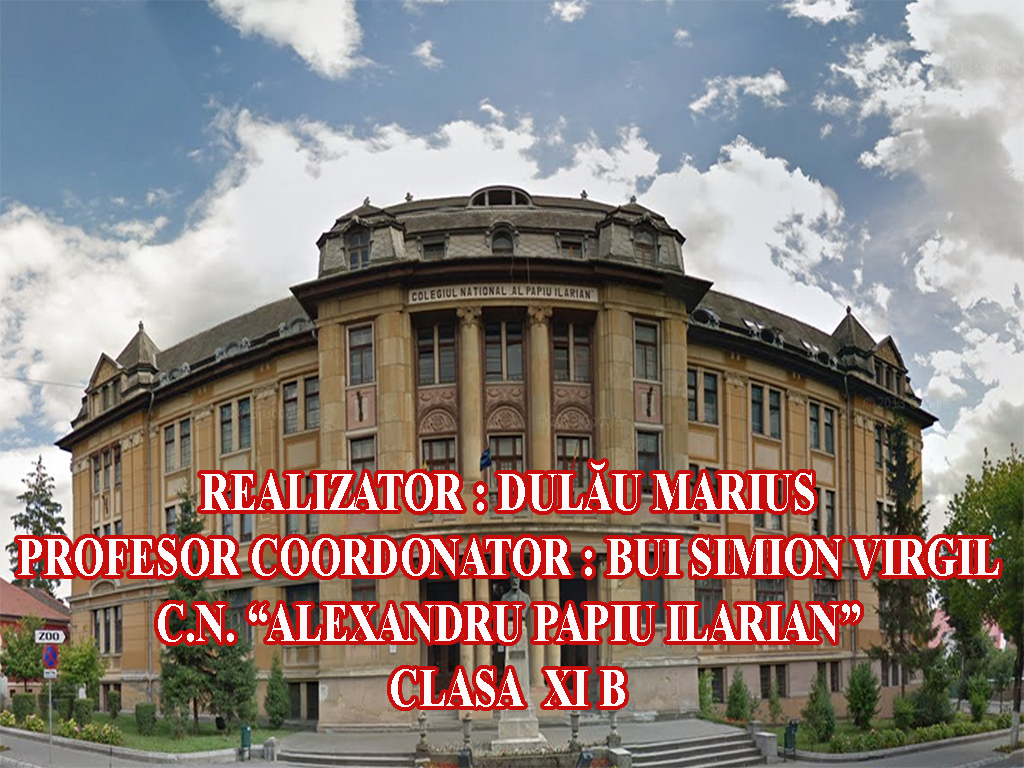 COLEGIUL NATIONAL "AL PAPIU ILARIAN"
REALIZATOR : DULĂU MARIUS
PROFESOR COORDONATOR : BUI SIMION VIRGIL
C.N. “ALEXANDRU PAPIU ILARIAN”
ZOO
CLASA XI B